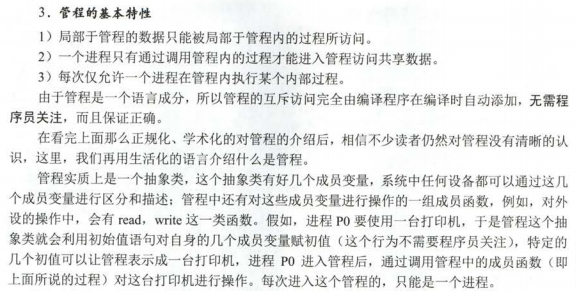 3．管程的基本特性
1）局部于管程的数据只能被局部于管程内的过程所访问。
2）一个进程只有通过调用管程内的过程才能进入管程访问共享数据。
3）每次仅允许一个进程在管程内执行某个内部过程。
由于管程是一个语言成分，所以管程的互斥访问完全由编译程序在编译时自动添加，无需程
序员关注，而且保证正确。
在看完上面那么正规化、学术化的对管程的介绍后，相信不少读者仍然对管程没有清晰的认
识，这里，我们再用生活化的语言介绍什么是管程。
管程实质上是一个抽象类，这个抽象类有好几个成员变量，系统中任何设备都可以通过这几
个成员变量进行区分和描述；管程中还有对这些成员变量进行操作的一组成员函数，例如，对外
设的操作中，会有 read，write 这一类函数。假如，进程 P0 要使用一台打印机，于是管程这个抽
象类就会利用初始值语句对自身的几个成员变量赋初值（这个行为不需要程序员关注），特定的
几个初值可以让管程表示成一台打印机，进程 P0 进入管程后，通过调用管程中的成员函数（即
上面所说的过程）对这台打印机进行操作。每次进入这个管程的，只能是一个进程。